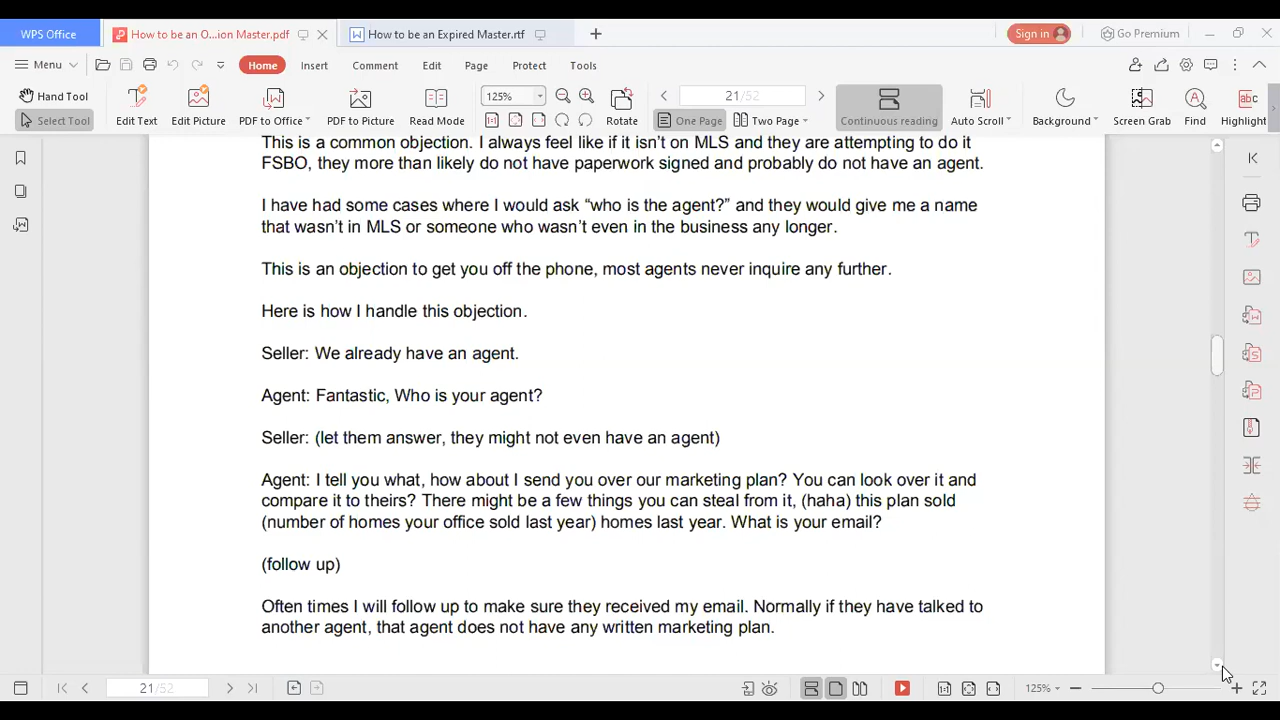 WPS Office
How to be an O...ion Master.pdf
How to be an Expired Master.rtf
Sign in
Go Premium
Menu
Home
Insert
Comment
Edit
Page
Protect
Tools
Hand Tool
Select Tool
Edit Text
Edit Picture
PDF to Office
PDF to Picture
Read Mode
125%
Rotate
21/52
One Page
Two Page
Continuous reading
Auto Scroll
Background
Screen Grab
Find
Highlight
This is a common objection. I always feel like if it isn't on MLS and they are attempting to do it
FSBO, they more than likely do not have paperwork signed and probably do not have an agent.
I have had some cases where I would ask “who is the agent?” and they would give me a name
that wasn’t in MLS or someone who wasn’t even in the business any longer.
This is an objection to get you off the phone, most agents never inquire any further.
Here is how I handle this objection.
Seller: We already have an agent.
Agent: Fantastic, Who is your agent?
Seller: (let them answer, they might not even have an agent)
Agent: I tell you what, how about I send you over our marketing plan? You can look over it and
compare it to theirs? There might be a few things you can steal from it, (haha) this plan sold
(number of homes your office sold last year) homes last year. What is your email?
(follow up)
Often times I will follow up to make sure they received my email. Normally if they have talked to
another agent, that agent does not have any written marketing plan.
21/52
125%